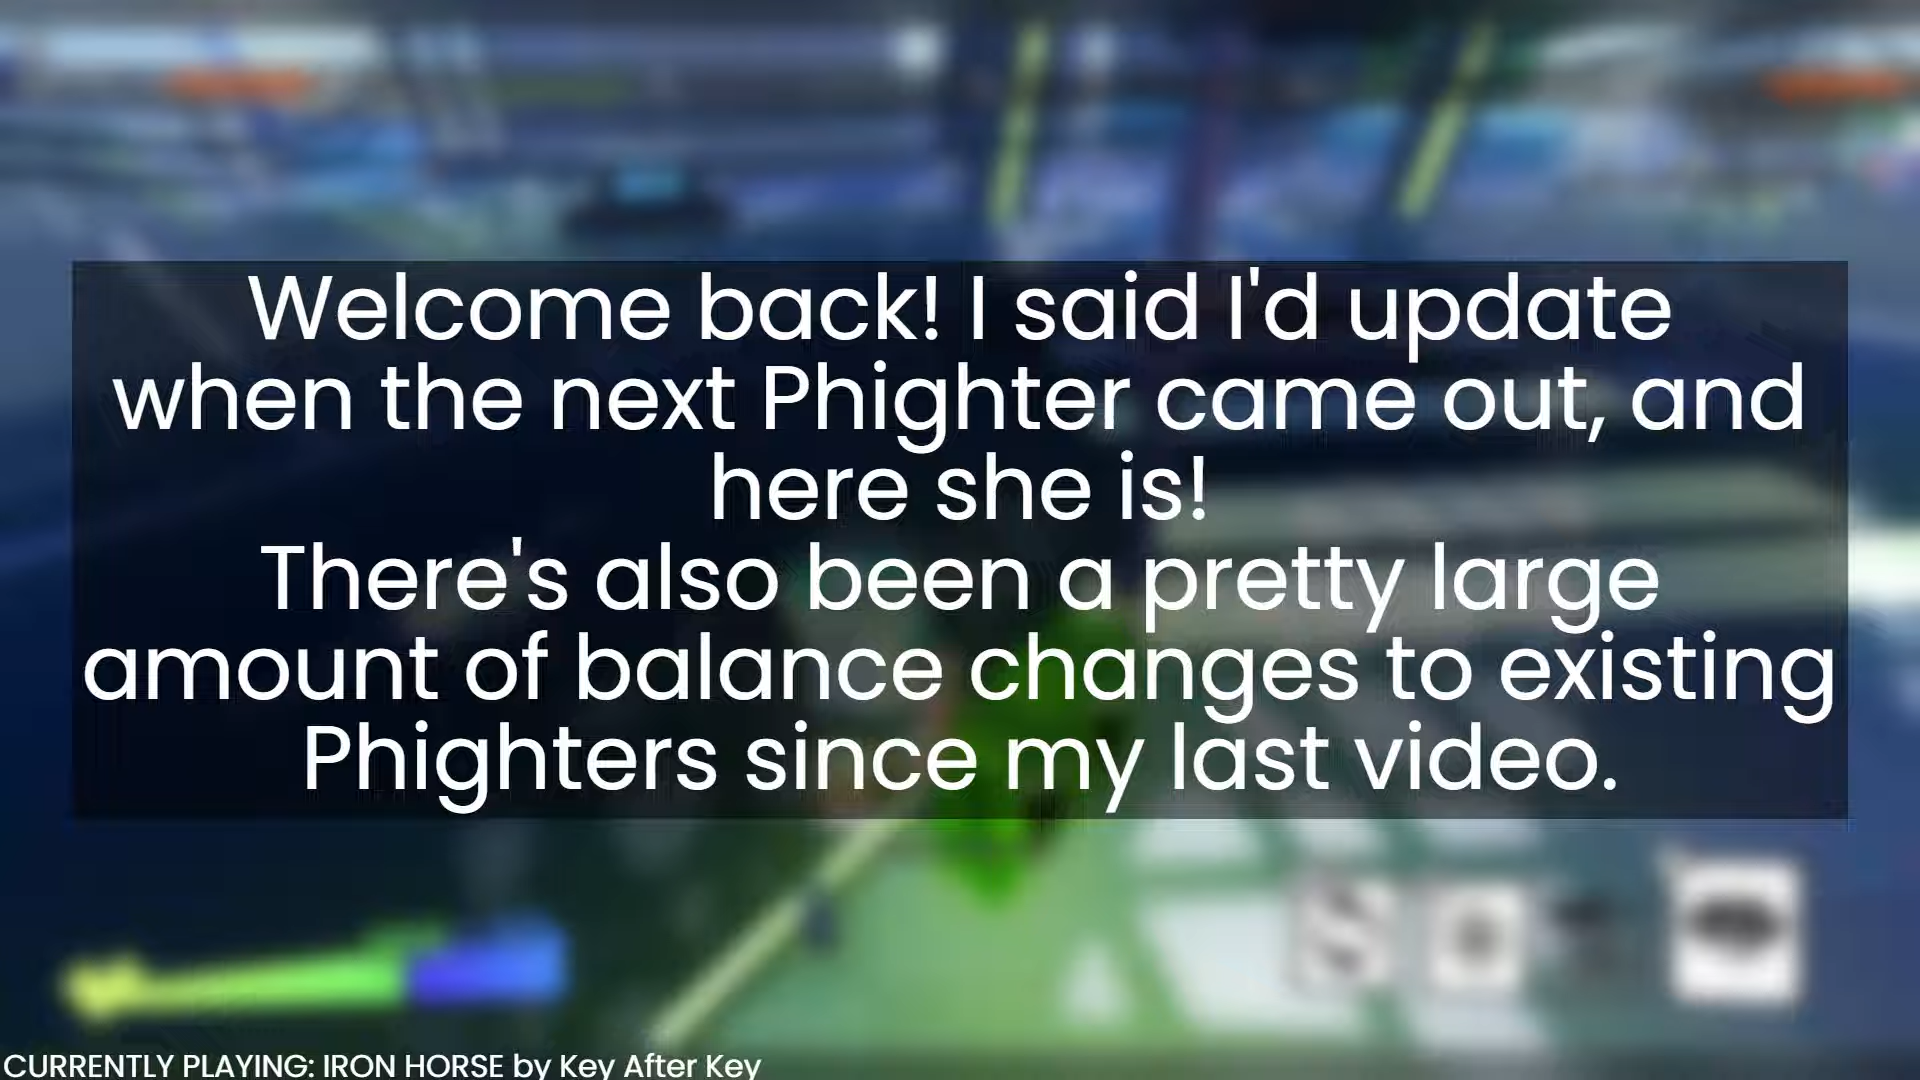 Welcome back! I said I'd update
when the next Phighter came out, and
here she is!
There's also been a pretty large
amount of balance changes to existing
Phighters since my last video.
CURRENTLY PLAYING: IRON HORSE by Key After Key